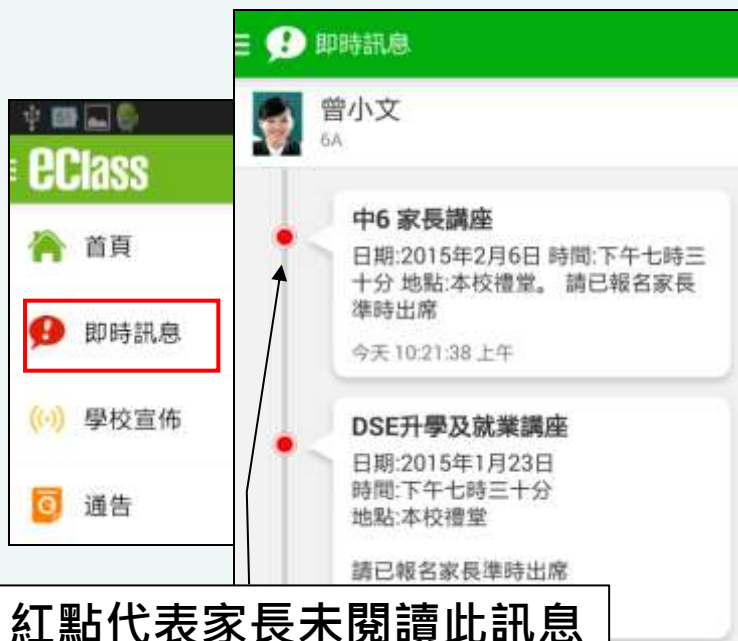 eClass
首頁
即時訊息
學校宣佈
通告
即時訊息
曾小文
6A
中6 家長講座
日期:2015年2月6日 時間:下午七時三
十分 地點:本校禮堂。 請已報名家長
準時出席
今天 10:21:38 上午
DSE升學及就業講座
日期:2015年1月23日
時間:下午七時三十分
地點:本校禮堂
請已報名家長準時出席
紅點代表家長未閱讀此訊息